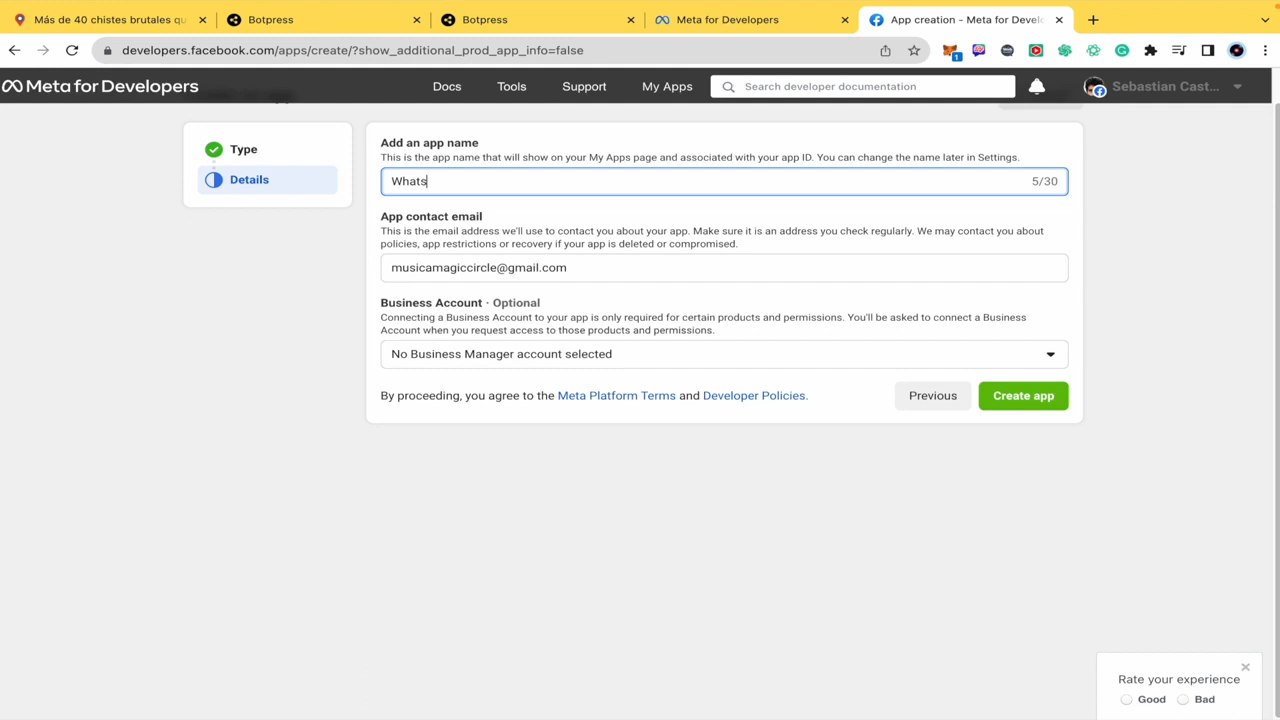 Más de 40 chistes brutales qu
Botpress
Botpress
Meta for Developers
App creation - Meta for Devel
developers.facebook.com/apps/create/?show_additional_prod_app_info=false
1
Meta for Developers
Docs
Tools
Support
My Apps
Search developer documentation
Sebastian Cast...
Type
Details
Add an app name
This is the app name that will show on your My Apps page and associated with your app ID. You can change the name later in Settings.
Whats
5/30
App contact email
This is the email address we'll use to contact you about your app. Make sure it is an address you check regularly. We may contact you about
policies, app restrictions or recovery if your app is deleted or compromised.
musicamagiccircle@gmail.com
Business Account · Optional
Connecting a Business Account to your app is only required for certain products and permissions. You'll be asked to connect a Business
Account when you request access to those products and permissions.
No Business Manager account selected
By proceeding, you agree to the Meta Platform Terms and Developer Policies.
Previous
Create app
Rate your experience
Good
Bad